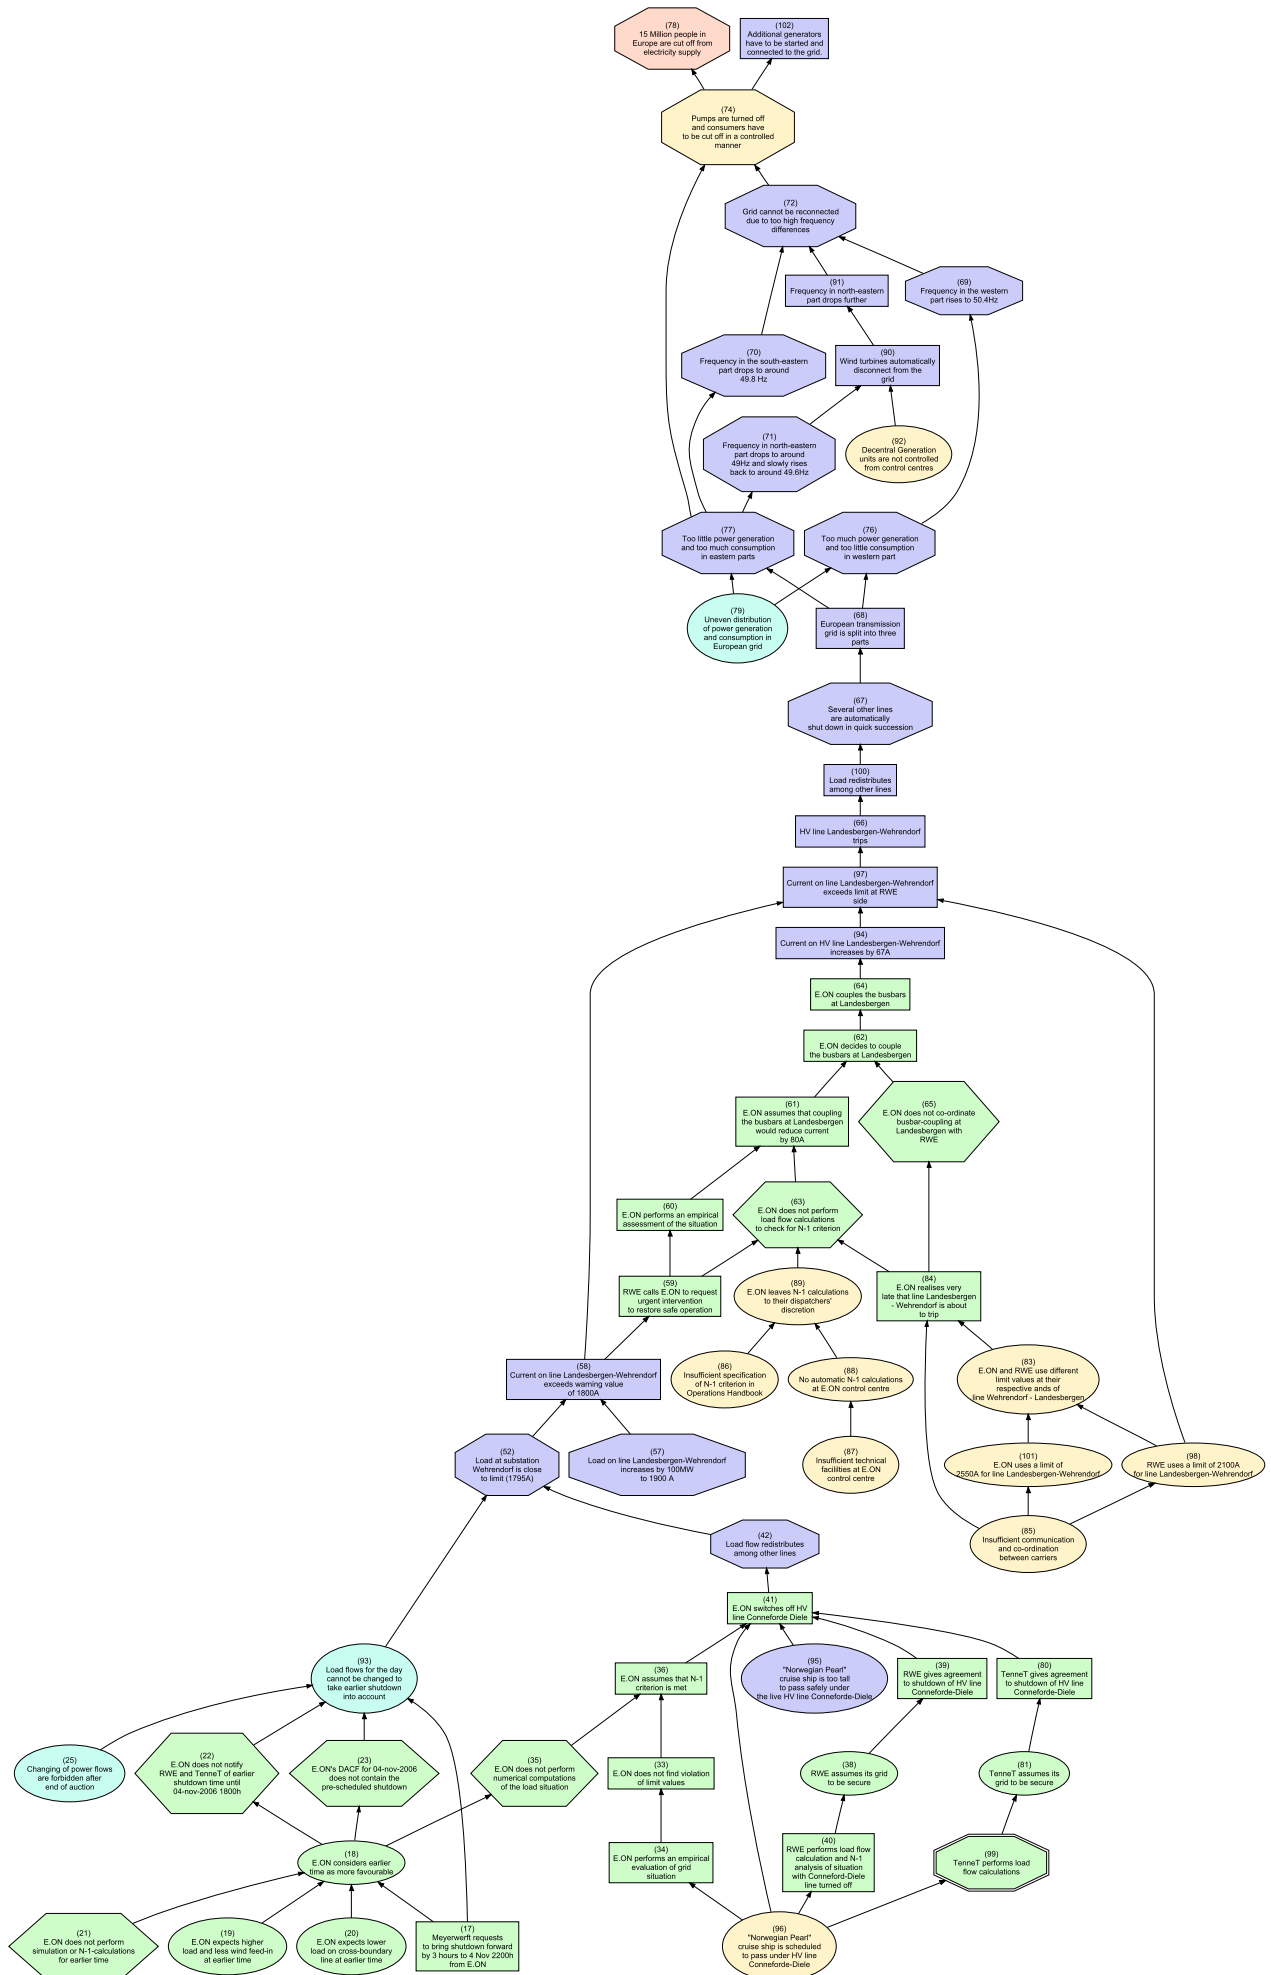 (78)
15 Million people in
Europe are cut off from
electricity supply
(102)
Additional generators
have to be started and
connected to the grid.
(74)
Pumps are turned off
and consumers have
to be cut off in a controlled
manner
(72)
Grid cannot be reconnected
due to too high frequency
differences
(91)
Frequency in north-eastern
part drops further
(69)
Frequency in the western
part rises to 50.4Hz
(70)
Frequency in the south-eastern
part drops to around
49.8 Hz
(90)
Wind turbines automatically
disconnect from the
grid
(71)
Frequency in north-eastern
part drops to around
49Hz and slowly rises
back to around 49.6Hz
(92)
Decentral Generation
units are not controlled
from control centres
(77)
Too little power generation
and too much consumption
in eastern parts
(76)
Too much power generation
and too little consumption
in western part
(79)
Uneven distribution
of power generation
and consumption in
European grid
(68)
European transmission
grid is split into three
parts
(67)
Several other lines
are automatically
shut down in quick succession
(100)
Load redistributes
among other lines
(66)
HV line Landesbergen-Wehrendorf
trips
(97)
Current on line Landesbergen-Wehrendorf
exceeds limit at RWE
side
(94)
Current on HV line Landesbergen-Wehrendorf
increases by 67A
(64)
E.ON couples the busbars
at Landesbergen
(62)
E.ON decides to couple
the busbars at Landesbergen
(61)
E.ON assumes that coupling
the busbars at Landesbergen
would reduce current
by 80A
(65)
E.ON does not co-ordinate
busbar-coupling at
Landesbergen with
RWE
(60)
E.ON performs an empirical
assessment of the situation
(63)
E.ON does not perform
load flow calculations
to check for N-1 criterion
(59)
RWE calls E.ON to request
urgent intervention
to restore safe operation
(89)
E.ON leaves N-1 calculations
to their dispatchers'
discretion
(84)
E.ON realises very
late that line Landesbergen
- Wehrendorf is about
to trip
(58)
Current on line Landesbergen-Wehrendorf
exceeds warning value
of 1800A
(86)
Insufficient specification
of N-1 criterion in
Operations Handbook
(88)
No automatic N-1 calculations
at E.ON control centre
(83)
E.ON and RWE use different
limit values at their
respective ands of
line Wehrendorf - Landesbergen
(52)
Load at substation
Wehrendorf is close
to limit (1795A)
(57)
Load on line Landesbergen-Wehrendorf
increases by 100MW
to 1900 A
(87)
Insufficient technical
facilities at E.ON
control centre
(101)
E.ON uses a limit of
2550A for line Landesbergen-Wehrendorf
(98)
RWE uses a limit of 2100A
for line Landesbergen-Wehrendorf
(42)
Load flow redistributes
among other lines
(85)
Insufficient communication
and co-ordination
between carriers
(41)
E.ON switches off HV
line Conneforde Diele
(93)
Load flows for the day
cannot be changed to
take earlier shutdown
into account
(36)
E.ON assumes that N-1
criterion is met
(95)
"Norwegian Pearl"
cruise ship is too tall
to pass safely under
the live HV line Conneforde-Diele
(39)
RWE gives agreement
to shutdown of HV line
Conneforde-Diele
(80)
TenneT gives agreement
to shutdown of HV line
Conneforde-Diele
(25)
Changing of power flows
are forbidden after
end of auction
(22)
E.ON does not notify
RWE and TenneT of earlier
shutdown time until
04-nov-2006 1800h
(23)
E.ON's DACF for 04-nov-2006
does not contain the
pre-scheduled shutdown
(35)
E.ON does not perform
numerical computations
of the load situation
(33)
E.ON does not find violation
of limit values
(38)
RWE assumes its grid
to be secure
(81)
TenneT assumes its
grid to be secure
(18)
E.ON considers earlier
time as more favourable
(34)
E.ON performs an empirical
evaluation of grid
situation
(40)
RWE performs load flow
calculation and N-1
analysis of situation
with Conneford-Diele
line turned off
(99)
TenneT performs load
flow calculations
(21)
E.ON does not perform
simulation or N-1-calculations
for earlier time
(19)
E.ON expects higher
load and less wind feed-in
at earlier time
(20)
E.ON expects lower
load on cross-boundary
line at earlier time
(17)
Meyerwerft requests
to bring shutdown forward
by 3 hours to 4 Nov 2200h
from E.ON
(96)
"Norwegian Pearl"
cruise ship is scheduled
to pass under HV line
Conneforde-Diele